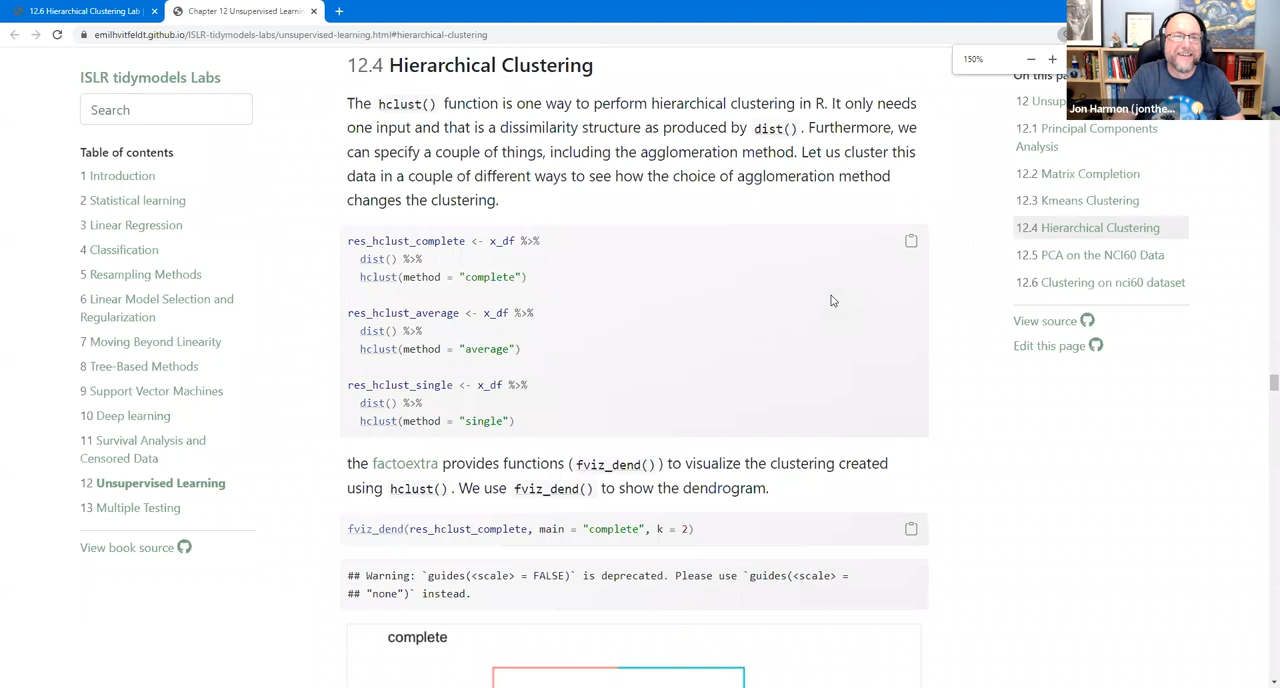 12.6 Hierarchical Clustering Lab
Chapter 12 Unsupervised Learnin
emilhvitfeldt.github.io/ISLR-tidymodels-labs/unsupervised-learning.html#hierarchical-clustering
150%
ISLR tidymodels Labs
Search
Table of contents
1 Introduction
2 Statistical learning
3 Linear Regression
4 Classification
5 Resampling Methods
6 Linear Model Selection and
Regularization
7 Moving Beyond Linearity
8 Tree-Based Methods
9 Support Vector Machines
10 Deep learning
11 Survival Analysis and
Censored Data
12 Unsupervised Learning
13 Multiple Testing
View book source
12.4 Hierarchical Clustering
The hclust() function is one way to perform hierarchical clustering in R. It only needs
one input and that is a dissimilarity structure as produced by dist(). Furthermore, we
can specify a couple of things, including the agglomeration method. Let us cluster this
data in a couple of different ways to see how the choice of agglomeration method
changes the clustering.
res_hclust_complete <- x_df %>%
dist() %>%
hclust(method = "complete")
res_hclust_average <- x_df %>%
dist() %>%
hclust(method = "average")
res_hclust_single <- x_df %>%
dist() %>%
hclust(method = "single")
the factoextra provides functions (fviz_dend()) to visualize the clustering created
using hclust(). We use fviz_dend() to show the dendrogram.
fviz_dend(res_hclust_complete, main = "complete", k = 2)
## Warning: `guides(<scale> = FALSE)` is deprecated. Please use `guides(<scale> =
## "none")` instead.
complete
Jon Harmon (jonthe...
On this pa
12 Unsup
12.1 Principal Components
Analysis
12.2 Matrix Completion
12.3 Kmeans Clustering
12.4 Hierarchical Clustering
12.5 PCA on the NCI60 Data
12.6 Clustering on nci60 dataset
View source
Edit this page